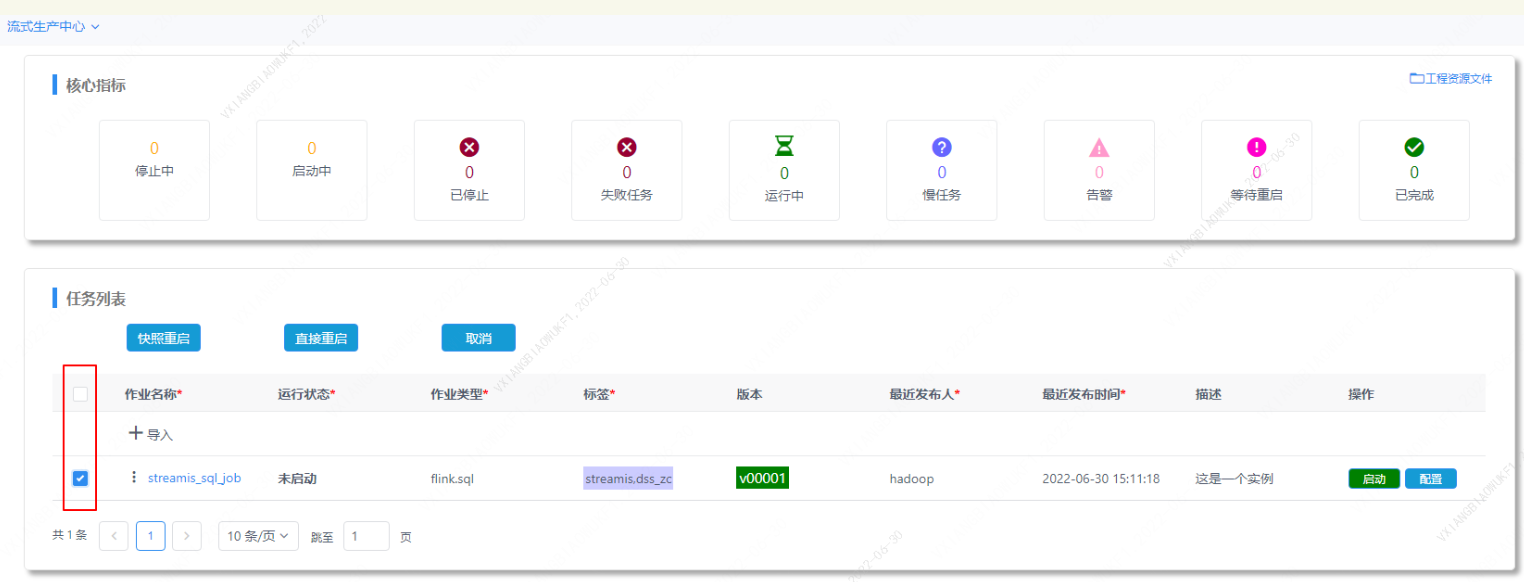 流式生产中心
核心指标
工程资源文件
0 0 0 0 0 0 0 0 0
停止中 启动中 已停止 失败任务 运行中 慢任务 告警 等待重启 已完成
任务列表
快照重启 直接重启 取消
作业名称* 运行状态* 作业类型* 标签* 版本 最近发布人* 最近发布时间* 描述 操作
导入
streamis_sql_job 未启动 flink.sql streamis,dss_zc v00001 hadoop 2022-06-30 15:11:18 这是一个实例 启动 配置
共 1 条 1 10 条/页 跳至 1 页